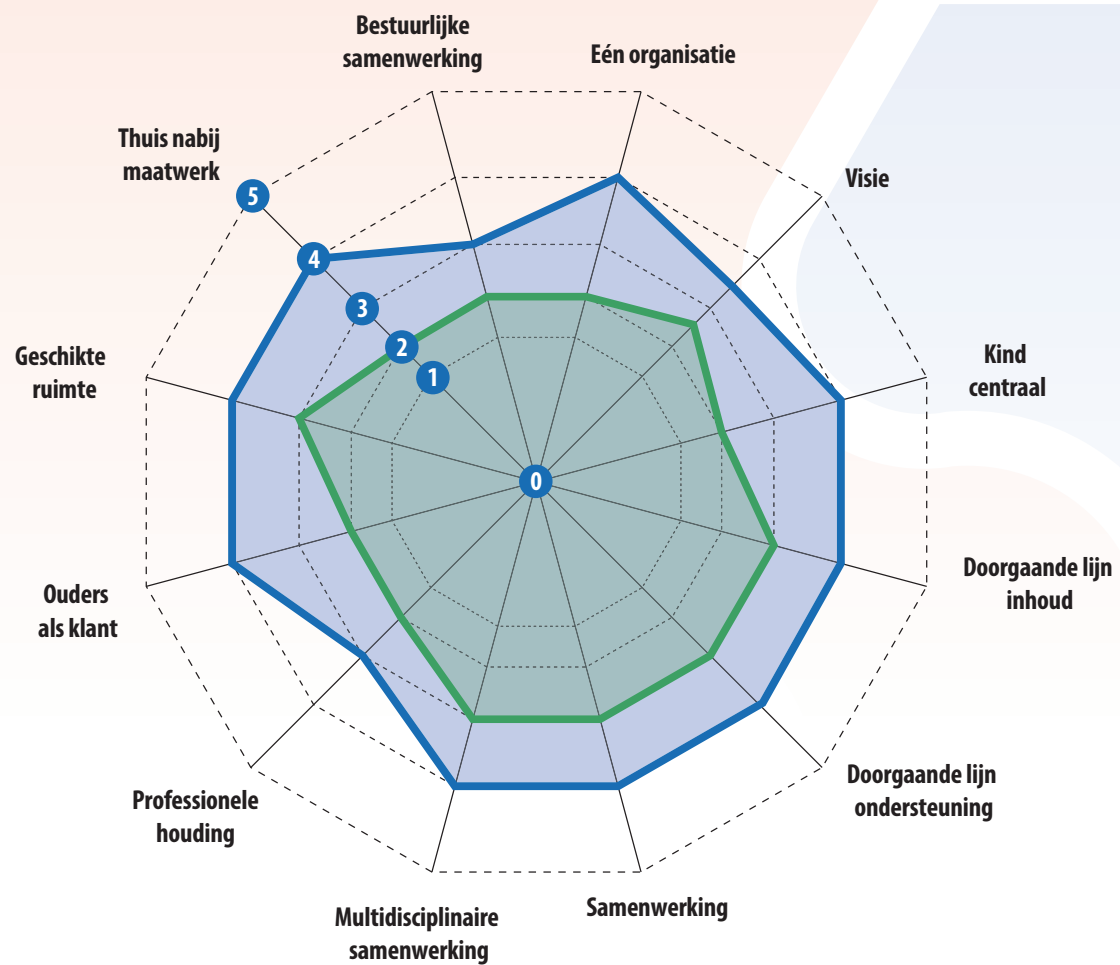 Bestuurlijke
samenwerking
Eén organisatie
Thuis nabij
maatwerk
Visie
5
4
3
2
1
0
Geschikte
ruimte
Kind
centraal
Ouders
als klant
Doorgaande lijn
inhoud
Professionele
houding
Doorgaande lijn
ondersteuning
Multidisciplinaire
samenwerking
Samenwerking